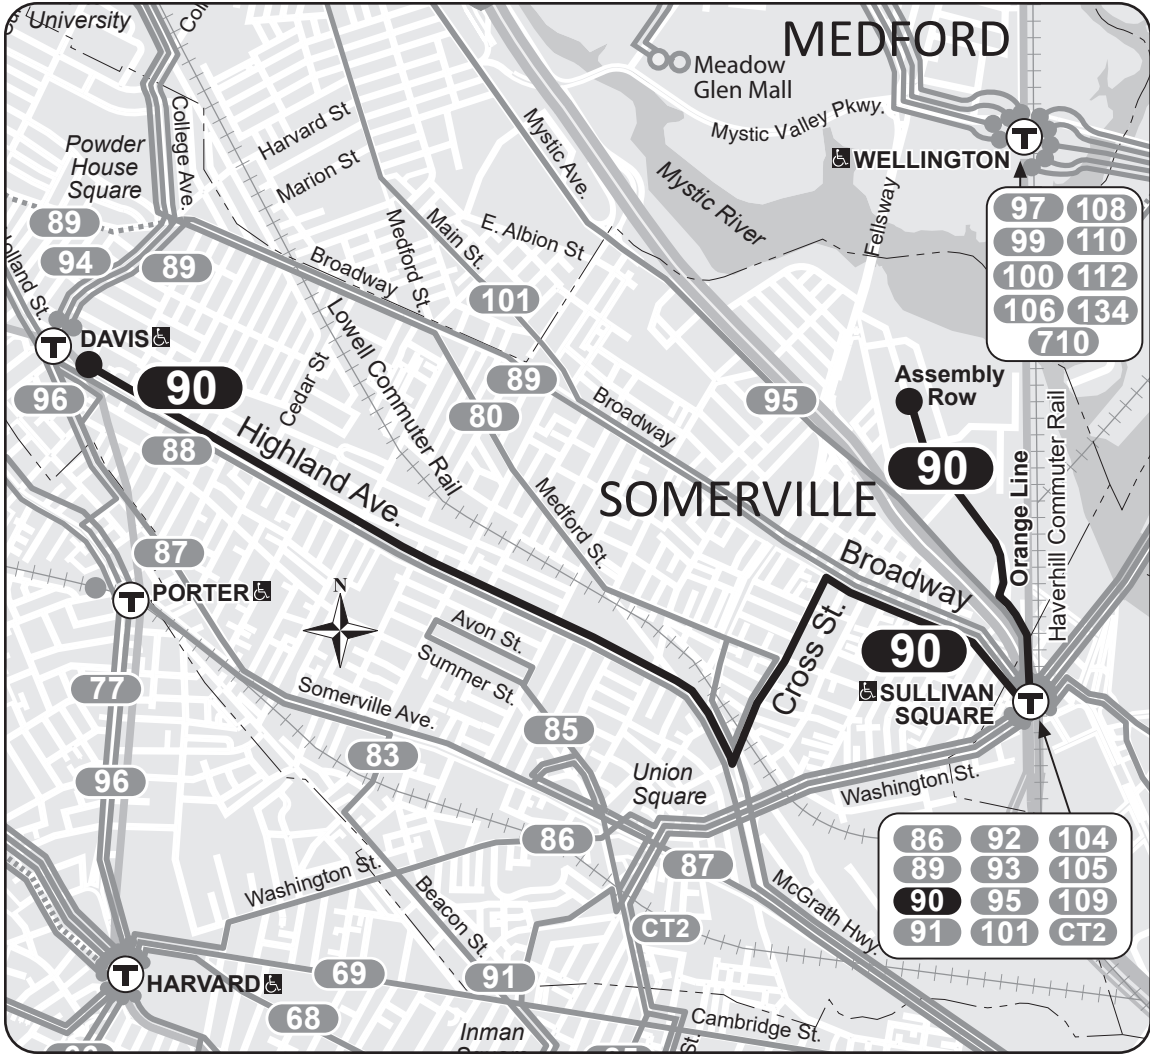 University
MEDFORD
Meadow
Glen Mall
Mystic Valley Pkwy.
College Ave.
Harvard St
Powder
House
Square
Marion St
Mystic Ave.
T
WELLINGTON
Mystic River
97 108
99 110
100 112
106 134
710
89
94
89
Medford St.
Main St.
E. Albion St
Fellsway
Broadway
101
Lowell Commuter Rail
T
DAVIS
90
96
88
Cedar St
89
80
Broadway
95
Assembly
Row
90
Highland Ave.
SOMERVILLE
Medford St.
Orange Line
Haverhill Commuter Rail
87
T
PORTER
N
Broadway
Cross St.
90
Avon St.
Summer St.
SULLIVAN
SQUARE
T
77
Somerville Ave.
85
83
96
Union
Square
Washington St.
86
87
Washington St.
Beacon St.
McGrath Hwy.
CT2
86 92 104
89 93 105
90 95 109
91 101 CT2
T
HARVARD
69
91
68
Cambridge St.
Inman
St.